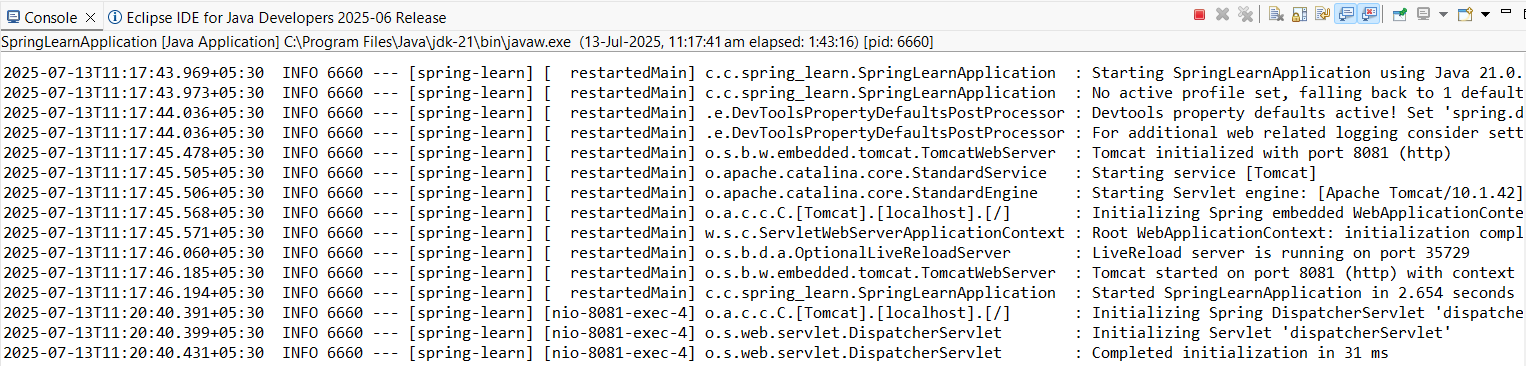 Console Eclipse IDE for Java Developers 2025-06 Release
SpringLearnApplication [Java Application] C:\Program Files\Java\jdk-21\bin\javaw.exe (13-Jul-2025, 11:17:41 am elapsed: 1:43:16) [pid: 6660]
2025-07-13T11:17:43.969+05:30  INFO 6660 --- [spring-learn] [  restartedMain] c.c.spring_learn.SpringLearnApplication  : Starting SpringLearnApplication using Java 21.0.
2025-07-13T11:17:43.973+05:30  INFO 6660 --- [spring-learn] [  restartedMain] c.c.spring_learn.SpringLearnApplication  : No active profile set, falling back to 1 default
2025-07-13T11:17:44.036+05:30  INFO 6660 --- [spring-learn] [  restartedMain] .e.DevToolsPropertyDefaultsPostProcessor : Devtools property defaults active! Set 'spring.d
2025-07-13T11:17:44.036+05:30  INFO 6660 --- [spring-learn] [  restartedMain] .e.DevToolsPropertyDefaultsPostProcessor : For additional web related logging consider sett
2025-07-13T11:17:45.478+05:30  INFO 6660 --- [spring-learn] [  restartedMain] o.s.b.w.embedded.tomcat.TomcatWebServer  : Tomcat initialized with port 8081 (http)
2025-07-13T11:17:45.505+05:30  INFO 6660 --- [spring-learn] [  restartedMain] o.apache.catalina.core.StandardService   : Starting service [Tomcat]
2025-07-13T11:17:45.506+05:30  INFO 6660 --- [spring-learn] [  restartedMain] o.apache.catalina.core.StandardEngine    : Starting Servlet engine: [Apache Tomcat/10.1.42]
2025-07-13T11:17:45.568+05:30  INFO 6660 --- [spring-learn] [  restartedMain] o.a.c.c.C.[Tomcat].[localhost].[/]       : Initializing Spring embedded WebApplicationConte
2025-07-13T11:17:45.571+05:30  INFO 6660 --- [spring-learn] [  restartedMain] w.s.c.ServletWebServerApplicationContext : Root WebApplicationContext: initialization compl
2025-07-13T11:17:46.060+05:30  INFO 6660 --- [spring-learn] [  restartedMain] o.s.b.d.a.OptionalLiveReloadServer       : LiveReload server is running on port 35729
2025-07-13T11:17:46.185+05:30  INFO 6660 --- [spring-learn] [  restartedMain] o.s.b.w.embedded.tomcat.TomcatWebServer  : Tomcat started on port 8081 (http) with context
2025-07-13T11:17:46.194+05:30  INFO 6660 --- [spring-learn] [  restartedMain] c.c.spring_learn.SpringLearnApplication  : Started SpringLearnApplication in 2.654 seconds
2025-07-13T11:20:40.391+05:30  INFO 6660 --- [spring-learn] [nio-8081-exec-4] o.a.c.c.C.[Tomcat].[localhost].[/]       : Initializing Spring DispatcherServlet 'dispatche
2025-07-13T11:20:40.399+05:30  INFO 6660 --- [spring-learn] [nio-8081-exec-4] o.s.web.servlet.DispatcherServlet        : Initializing Servlet 'dispatcherServlet'
2025-07-13T11:20:40.431+05:30  INFO 6660 --- [spring-learn] [nio-8081-exec-4] o.s.web.servlet.DispatcherServlet        : Completed initialization in 31 ms